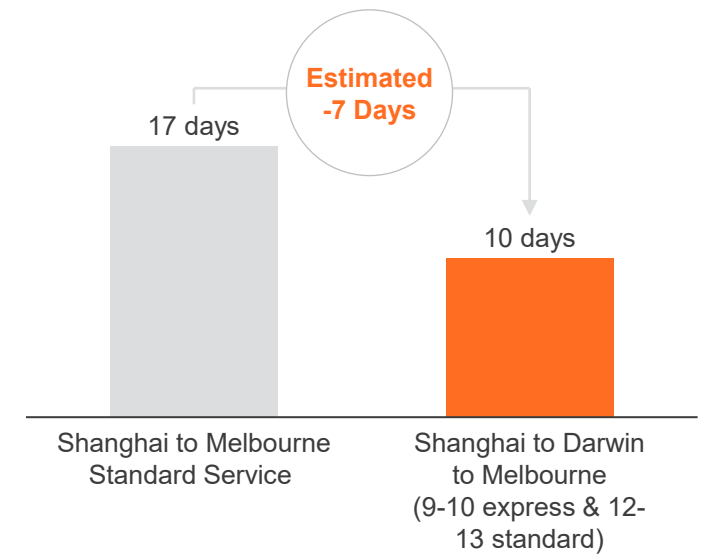 Estimated
-7 Days
17 days
10 days
Shanghai to Melbourne
Standard Service
Shanghai to Darwin
to Melbourne
(9-10 express & 12-
13 standard)